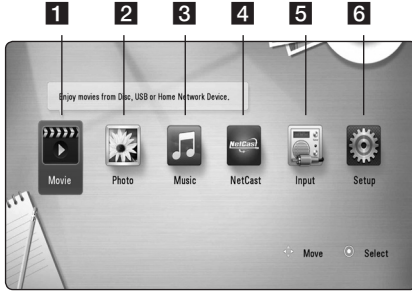 1 2 3 4 5 6
Enjoy movies from Disc, USB or Home Network Device.
NetCast
Movie Photo Music NetCast Input Setup
Move Select